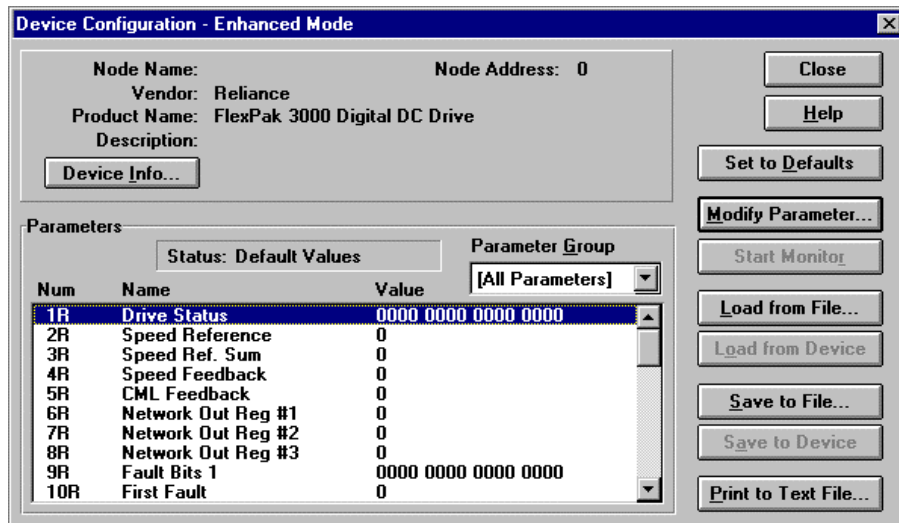 Device Configuration - Enhanced Mode
Node Name: Node Address: 0
Vendor: Reliance
Product Name: FlexPak 3000 Digital DC Drive
Description:
Device Info...
Close
Help
Set to Defaults
Modify Parameter...
Start Monitor
Load from File...
Load from Device
Save to File...
Save to Device
Print to Text File...
Parameters
Status: Default Values
Parameter Group
[All Parameters]
Num Name Value
1R Drive Status 0000 0000 0000 0000
2R Speed Reference 0
3R Speed Ref. Sum 0
4R Speed Feedback 0
5R CML Feedback 0
6R Network Out Reg #1 0
7R Network Out Reg #2 0
8R Network Out Reg #3 0
9R Fault Bits 1 0000 0000 0000 0000
10R First Fault 0